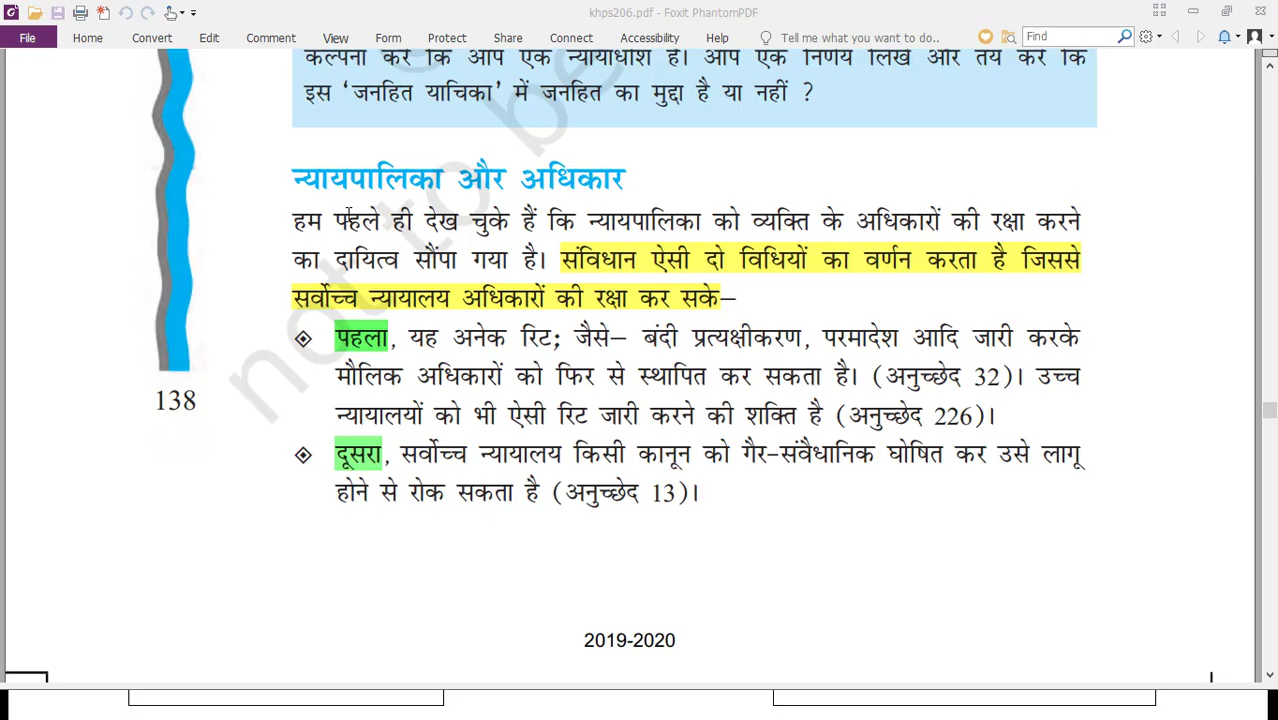 khps206.pdf - Foxit PhantomPDF
File Home Convert Edit Comment View Form Protect Share Connect Accessibility Help Tell me what you want to do.. Find
कल्पना करें कि आप एक न्यायाधीश हैं। आप एक निर्णय लिखें और तय करें कि
इस ‘जनहित याचिका’ में जनहित का मुद्दा है या नहीं ?
न्यायपालिका और अधिकार
हम पहले ही देख चुके हैं कि न्यायपालिका को व्यक्ति के अधिकारों की रक्षा करने
का दायित्व सौंपा गया है। संविधान ऐसी दो विधियों का वर्णन करता है जिससे
सर्वोच्च न्यायालय अधिकारों की रक्षा कर सके–
पहला, यह अनेक रिट; जैसे– बंदी प्रत्यक्षीकरण, परमादेश आदि जारी करके
मौलिक अधिकारों को फिर से स्थापित कर सकता है। (अनुच्छेद 32)। उच्च
न्यायालयों को भी ऐसी रिट जारी करने की शक्ति है (अनुच्छेद 226)।
दूसरा, सर्वोच्च न्यायालय किसी कानून को गैर-संवैधानिक घोषित कर उसे लागू
होने से रोक सकता है (अनुच्छेद 13)।
138
not to be
2019-2020